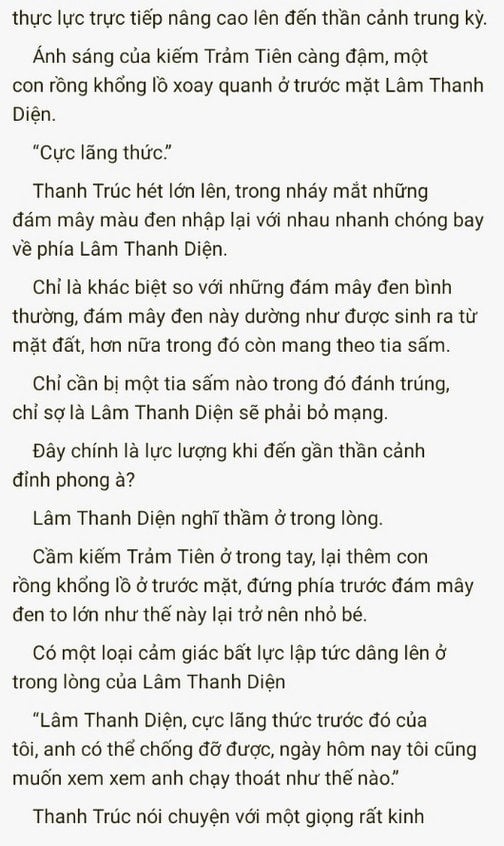 thực lực trực tiếp nâng cao lên đến thần cảnh trung kỳ.
Ánh sáng của kiếm Trảm Tiên càng đậm, một
con rồng khổng lồ xoay quanh ở trước mặt Lâm Thanh
Diện.
“Cực lãng thức.”
Thanh Trúc hét lớn lên, trong nháy mắt những
đám mây màu đen nhập lại với nhau nhanh chóng bay
về phía Lâm Thanh Diện.
Chỉ là khác biệt so với những đám mây đen bình
thường, đám mây đen này dường như được sinh ra từ
mặt đất, hơn nữa trong đó còn mang theo tia sấm.
Chỉ cần bị một tia sấm nào trong đó đánh trúng,
chỉ sợ là Lâm Thanh Diện sẽ phải bỏ mạng.
Đây chính là lực lượng khi đến gần thần cảnh
đỉnh phong à?
Lâm Thanh Diện nghĩ thầm ở trong lòng.
Cầm kiếm Trảm Tiên ở trong tay, lại thêm con
rồng khổng lồ ở trước mặt, đứng phía trước đám mây
đen to lớn như thế này lại trở nên nhỏ bé.
Có một loại cảm giác bất lực lập tức dâng lên ở
trong lòng của Lâm Thanh Diện
“Lâm Thanh Diện, cực lãng thức trước đó của
tôi, anh có thể chống đỡ được, ngày hôm nay tôi cũng
muốn xem xem anh chạy thoát như thế nào.”
Thanh Trúc nói chuyện với một giọng rất kinh